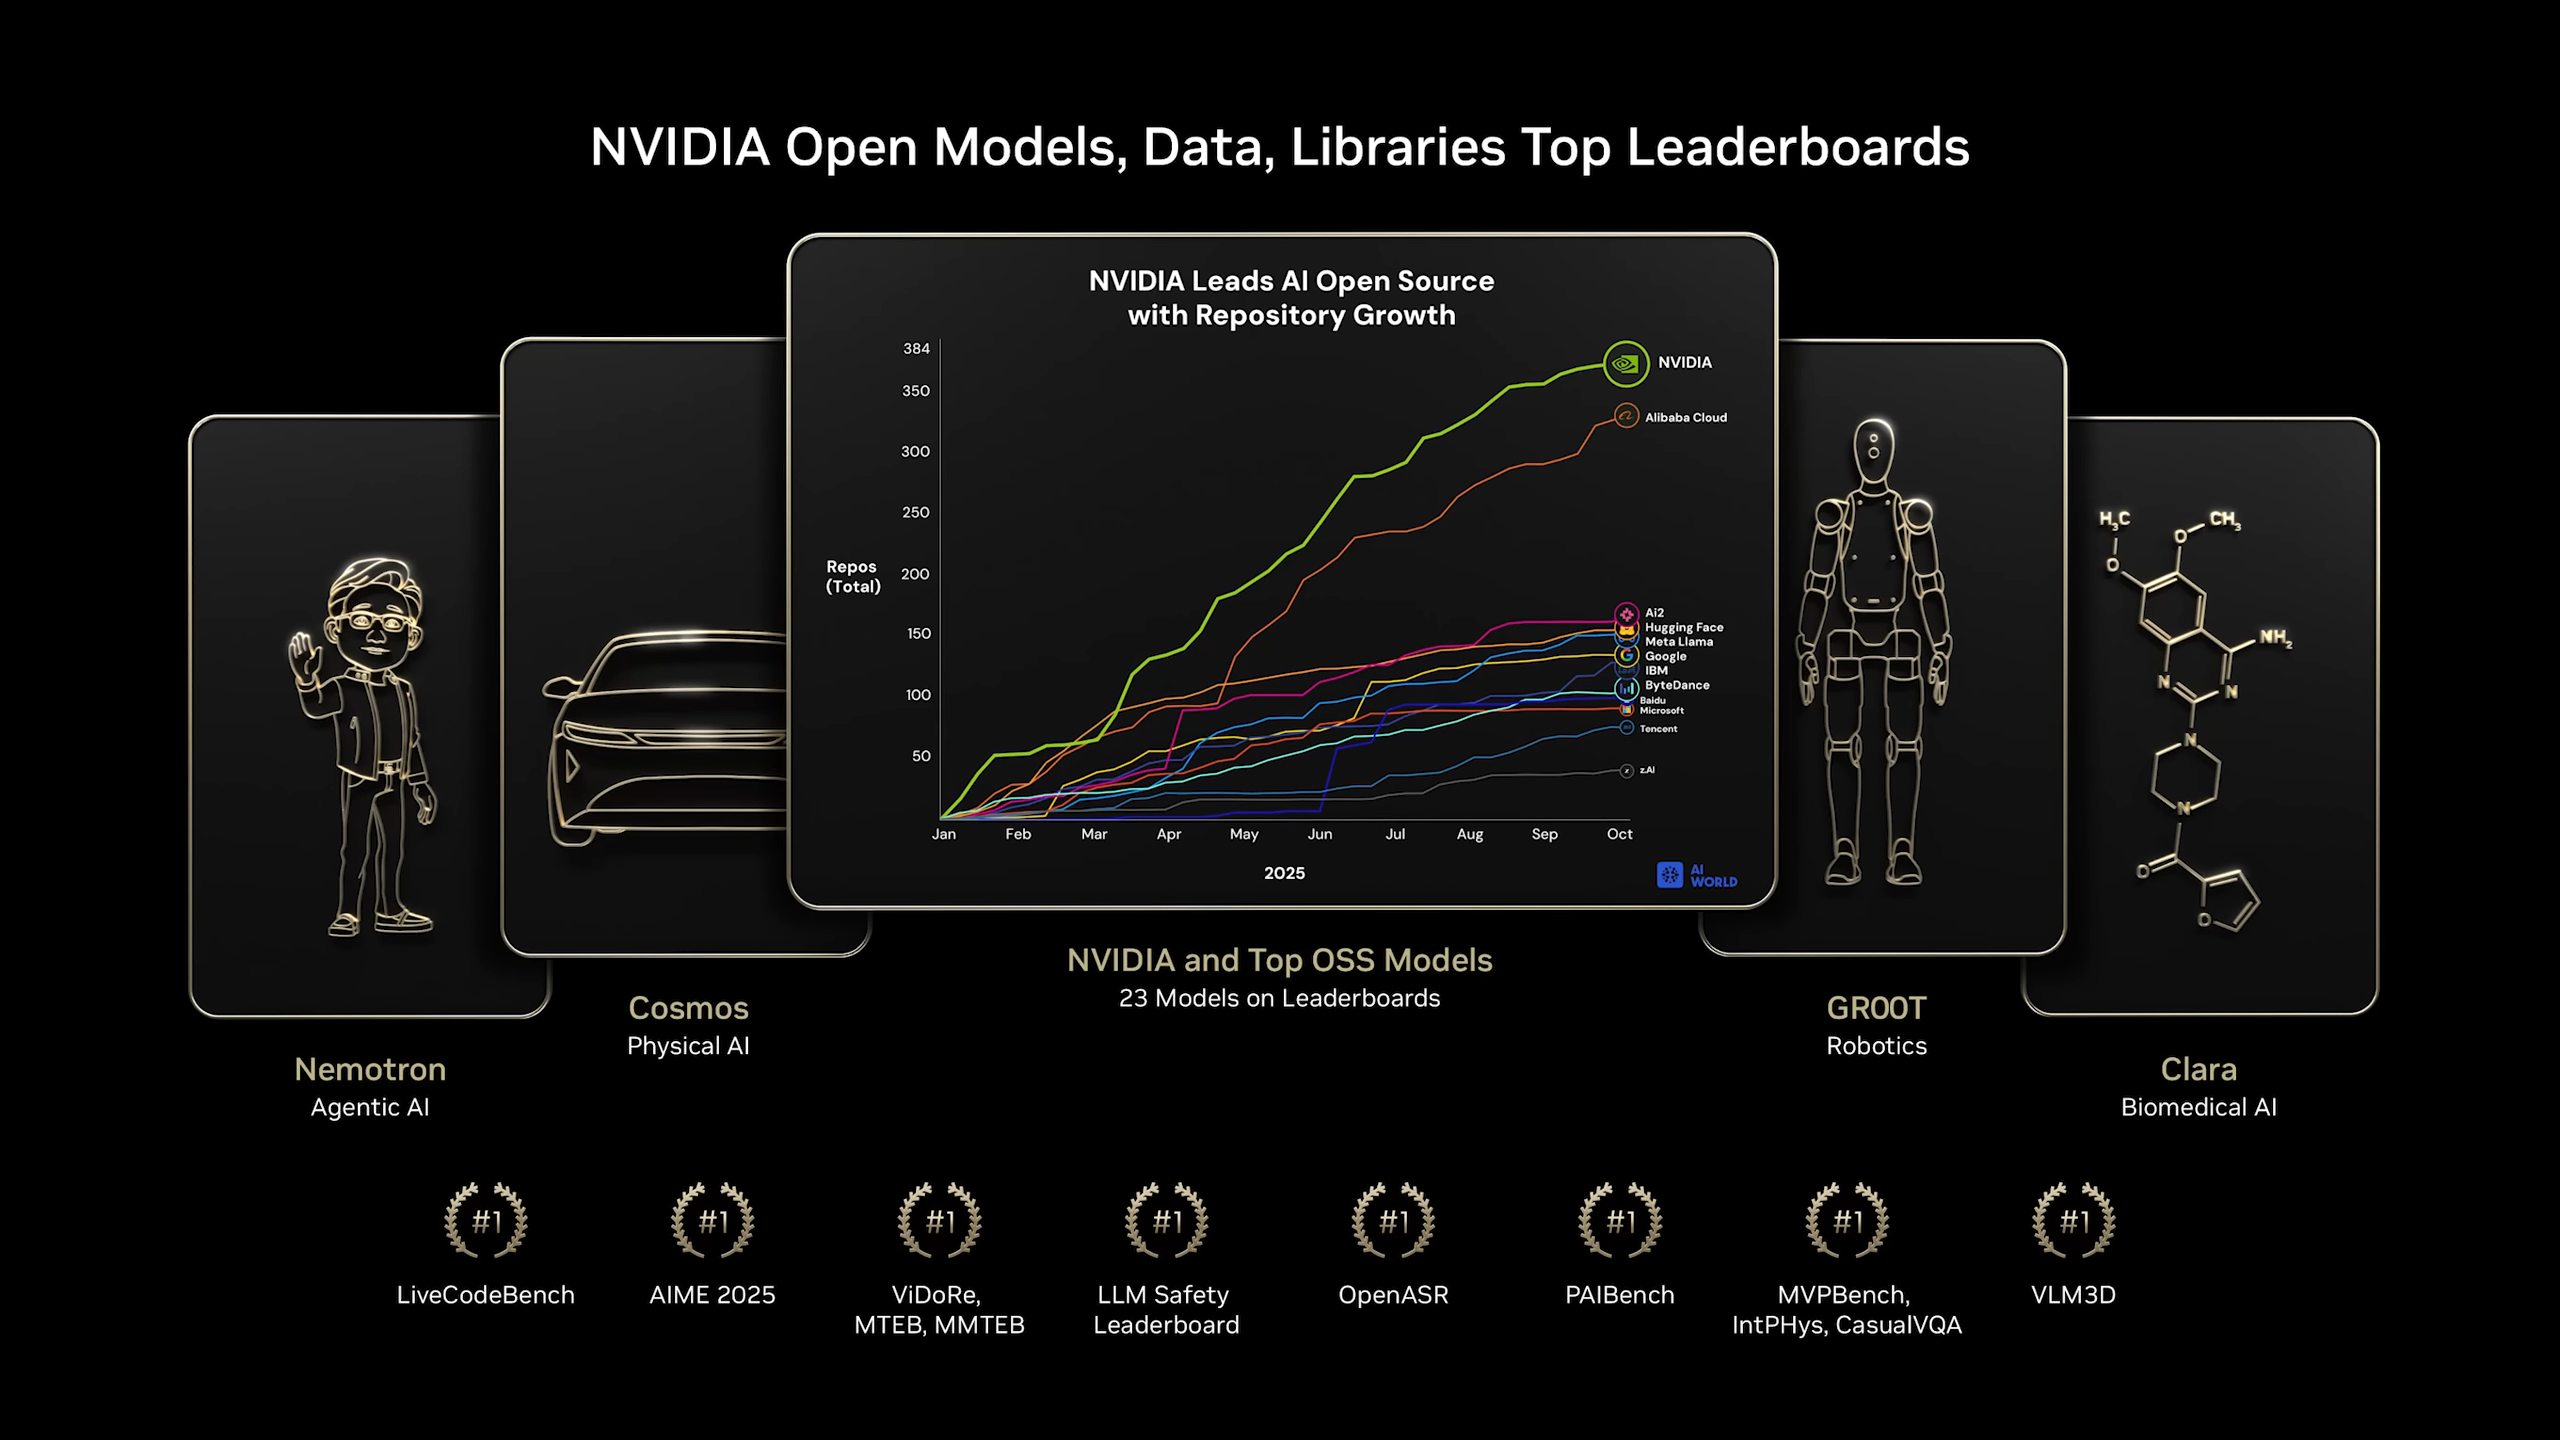 NVIDIA Open Models, Data, Libraries Top Leaderboards
NVIDIA Leads AI Open Source
with Repository Growth
Repos
(Total)
384
350
300
250
200
150
100
50
Jan
Feb
Mar
Apr
May
Jun
Jul
Aug
Sep
Oct
2025
NVIDIA
Alibaba Cloud
Ai2
Hugging Face
Meta Llama
Google
IBM
ByteDance
Baidu
Microsoft
Tencent
z.AI
AI
WORLD
H3C
O
O
CH3
NH2
N
N
N
N
O
O
Nemotron
Agentic AI
Cosmos
Physical AI
NVIDIA and Top OSS Models
23 Models on Leaderboards
GR00T
Robotics
Clara
Biomedical AI
#1
LiveCodeBench
#1
AIME 2025
#1
ViDoRe,
MTEB, MMTEB
#1
LLM Safety
Leaderboard
#1
OpenASR
#1
PAIBench
#1
MVPBench,
IntPHys, CasualVQA
#1
VLM3D